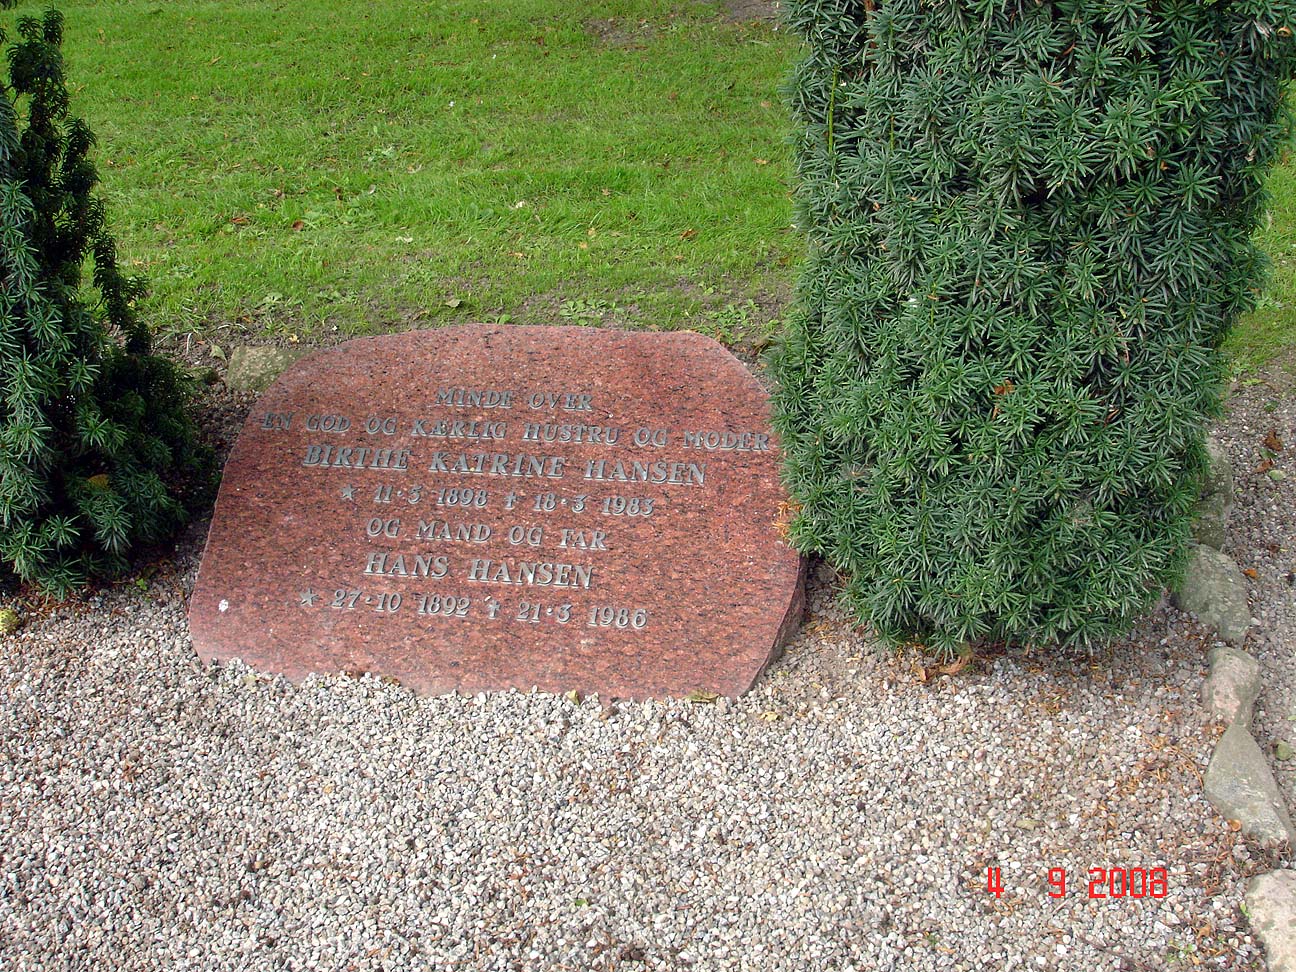 MINDE OVER
EN GOD OG KÆRLIG HUSTRU OG MODER
BIRTHE KATRINE HANSEN
★ 11·3 1898 ✝ 18·3 1983
OG MAND OG FAR
HANS HANSEN
★ 27·10 1892 ✝ 21·3 1986
4 9 2008